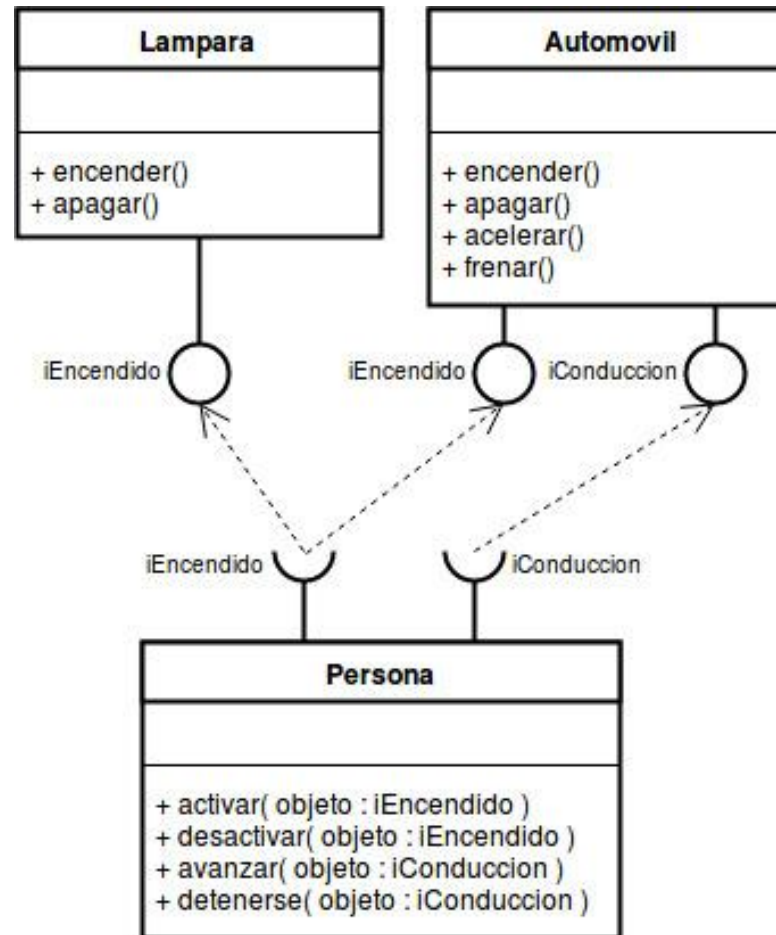 Lampara
+ encender()
+ apagar()
Automovil
+ encender()
+ apagar()
+ acelerar()
+ frenar()
iEncendido
iEncendido
iConduccion
iEncendido
iConduccion
Persona
+ activar( objeto : iEncendido )
+ desactivar( objeto : iEncendido )
+ avanzar( objeto : iConduccion )
+ detenerse( objeto : iConduccion )